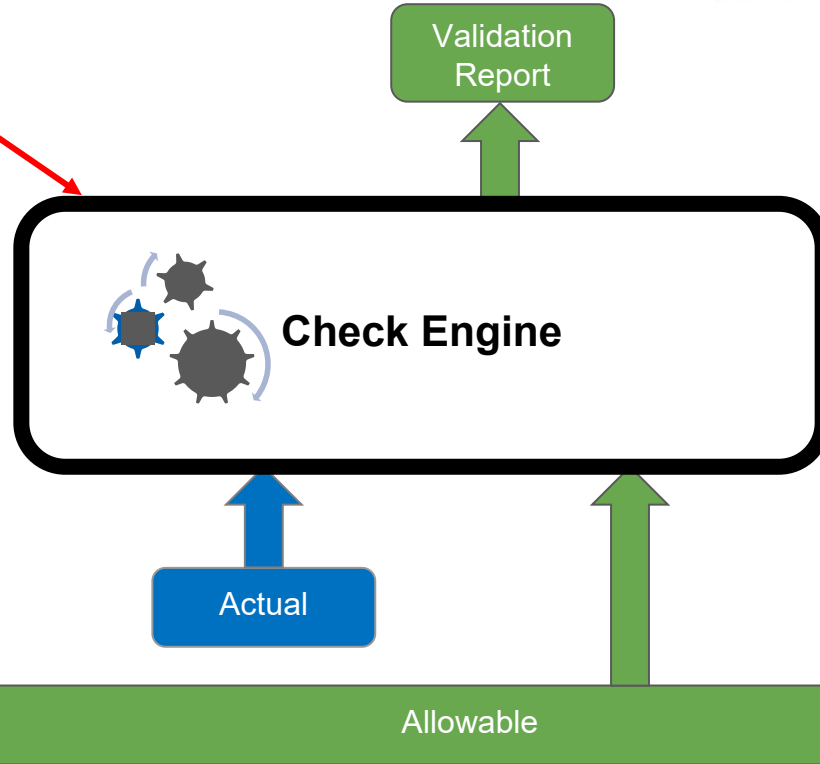 Validation
Report
Check Engine
Actual
Allowable